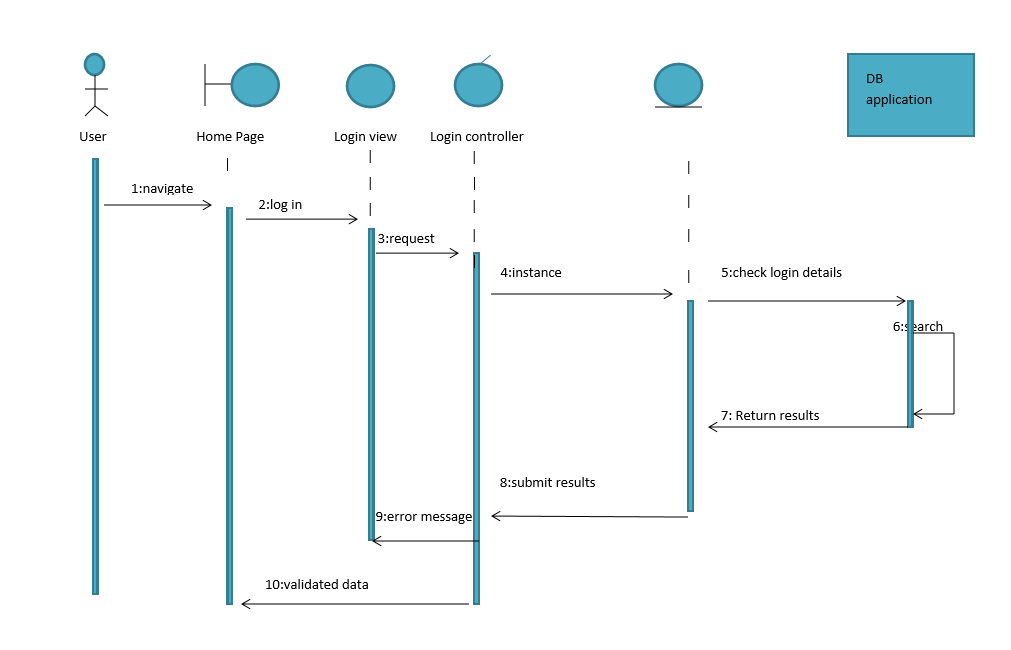 DB
application
User
Home Page
Login view
Login controller
1:navigate
2:log in
3:request
4:instance
5:check login details
6:search
7: Return results
8:submit results
9:error message
10:validated data